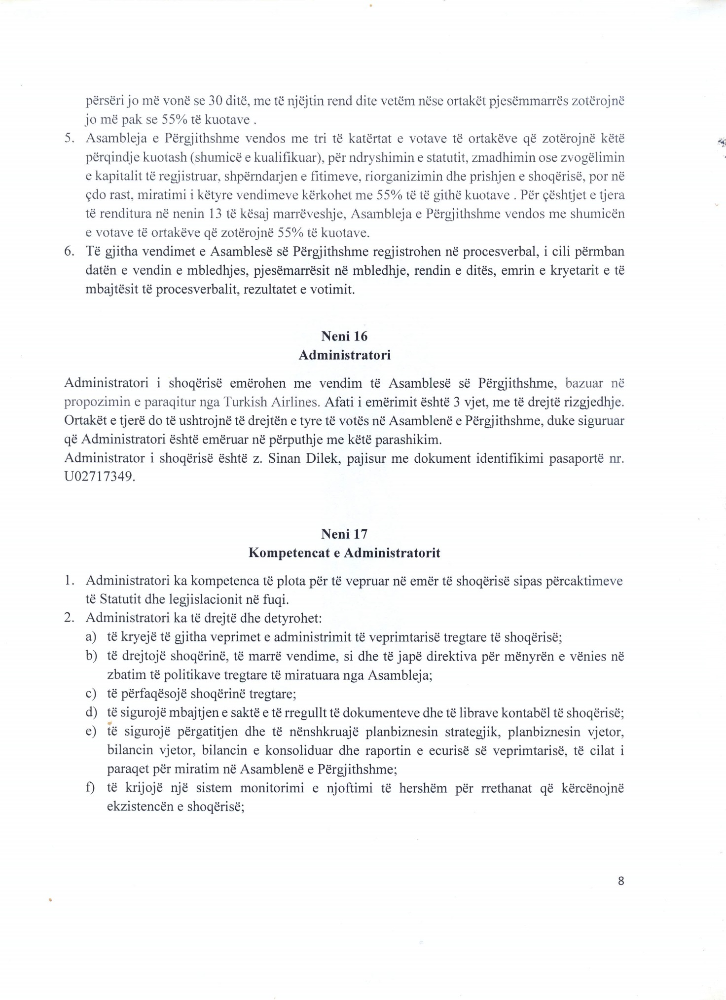 përsëri jo më vonë se 30 ditë, me të njëjtin rend dite vetëm nëse ortakët pjesëmmarrës zotërojnë
jo më pak se 55% të kuotave .
5. Asambleja e Përgjithshme vendos me tri të katërtat e votave të ortakëve që zotërojnë këtë
përqindje kuotash (shumicë e kualifikuar), për ndryshimin e statutit, zmadhimin ose zvogëlimin
e kapitalit të regjistruar, shpërndarjen e fitimeve, riorganizimin dhe prishjen e shoqërisë, por në
çdo rast, miratimi i këtyre vendimeve kërkohet me 55% të të githë kuotave . Për çështjet e tjera
të renditura në nenin 13 të kësaj marrëveshje, Asambleja e Përgjithshme vendos me shumicën
e votave të ortakëve që zotërojnë 55% të kuotave.
6. Të gjitha vendimet e Asamblesë së Përgjithshme regjistrohen në procesverbal, i cili përmban
datën e vendin e mbledhjes, pjesëmarrësit në mbledhje, rendin e ditës, emrin e kryetarit e të
mbajtësit të procesverbalit, rezultatet e votimit.
Neni 16
Administratori
Administratori i shoqërisë emërohen me vendim të Asamblesë së Përgjithshme, bazuar në
propozimin e paraqitur nga Turkish Airlines. Afati i emërimit është 3 vjet, me të drejtë rizgjedhje.
Ortakët e tjerë do të ushtrojnë të drejtën e tyre të votës në Asamblenë e Përgjithshme, duke siguruar
që Administratori është emëruar në përputhje me këtë parashikim.
Administrator i shoqërisë është z. Sinan Dilek, pajisur me dokument identifikimi pasaportë nr.
U02717349.
Neni 17
Kompetencat e Administratorit
1. Administratori ka kompetenca të plota për të vepruar në emër të shoqërisë sipas përcaktimeve
të Statutit dhe legjislacionit në fuqi.
2. Administratori ka të drejtë dhe detyrohet:
a) të kryejë të gjitha veprimet e administrimit të veprimtarisë tregtare të shoqërisë;
b) të drejtojë shoqërinë, të marrë vendime, si dhe të japë direktiva për mënyrën e vënies në
zbatim të politikave tregtare të miratuara nga Asambleja;
c) të përfaqësojë shoqërinë tregtare;
d) të sigurojë mbajtjen e saktë e të rregullt të dokumenteve dhe të librave kontabël të shoqërisë;
e) të sigurojë përgatitjen dhe të nënshkruajë planbiznesin strategjik, planbiznesin vjetor,
bilancin vjetor, bilancin e konsoliduar dhe raportin e ecurisë së veprimtarisë, të cilat i
paraqet për miratim në Asamblenë e Përgjithshme;
f) të krijojë një sistem monitorimi e njoftimi të hershëm për rrethanat që kërcënojnë
ekzistencën e shoqërisë;
8